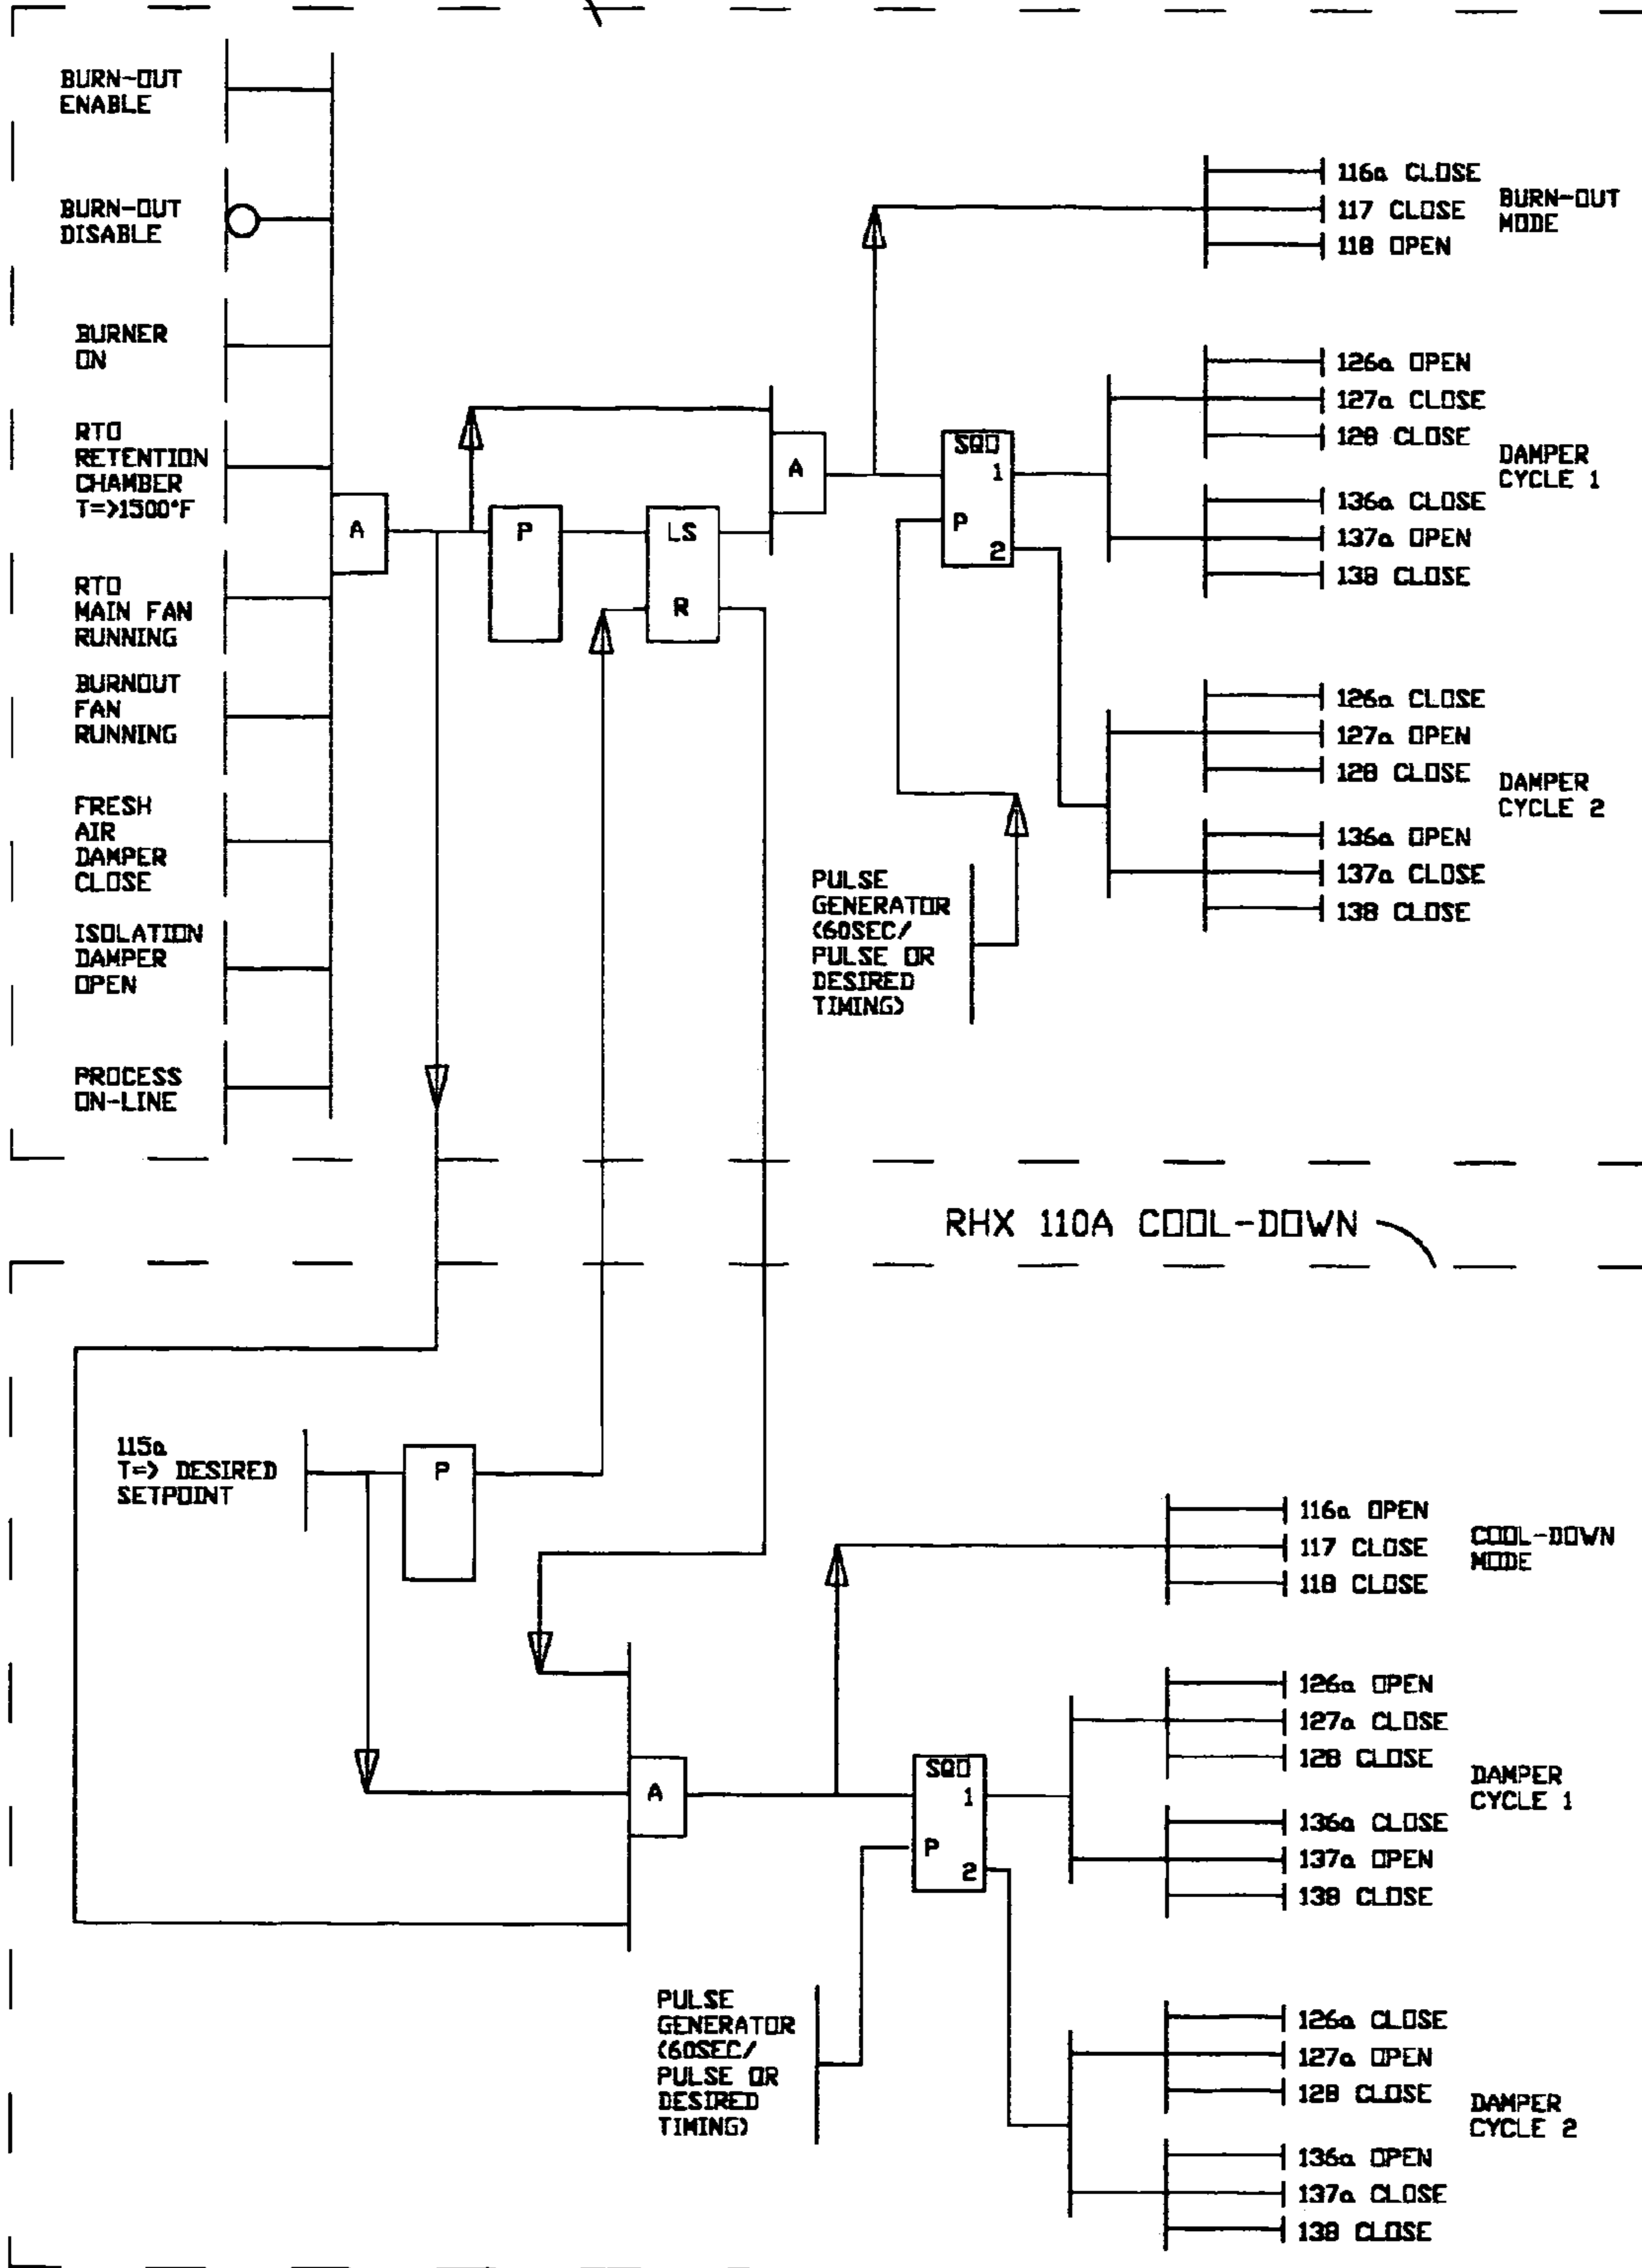 BURN-OUT
ENABLE
BURN-OUT
DISABLE
BURNER
ON
RTO
RETENTION
CHAMBER
T=>1500°F
RTO
MAIN FAN
RUNNING
BURNOUT
FAN
RUNNING
FRESH
AIR
DAMPER
CLOSE
ISOLATION
DAMPER
OPEN
PROCESS
ON-LINE
A
P
LS
R
A
SQO
1
P
2
PULSE
GENERATOR
(60SEC/
PULSE OR
DESIRED
TIMING)
116a CLOSE
117 CLOSE
118 OPEN
BURN-OUT
MODE
126a OPEN
127a CLOSE
128 CLOSE
136a CLOSE
137a OPEN
138 CLOSE
DAMPER
CYCLE 1
126a CLOSE
127a OPEN
128 CLOSE
136a OPEN
137a CLOSE
138 CLOSE
DAMPER
CYCLE 2
RHX 110A COOL-DOWN
115a
T=> DESIRED
SETPOINT
P
A
SQO
1
P
2
PULSE
GENERATOR
(60SEC/
PULSE OR
DESIRED
TIMING)
116a OPEN
117 CLOSE
118 CLOSE
COOL-DOWN
MODE
126a OPEN
127a CLOSE
128 CLOSE
136a CLOSE
137a OPEN
138 CLOSE
DAMPER
CYCLE 1
126a CLOSE
127a OPEN
128 CLOSE
136a OPEN
137a CLOSE
138 CLOSE
DAMPER
CYCLE 2